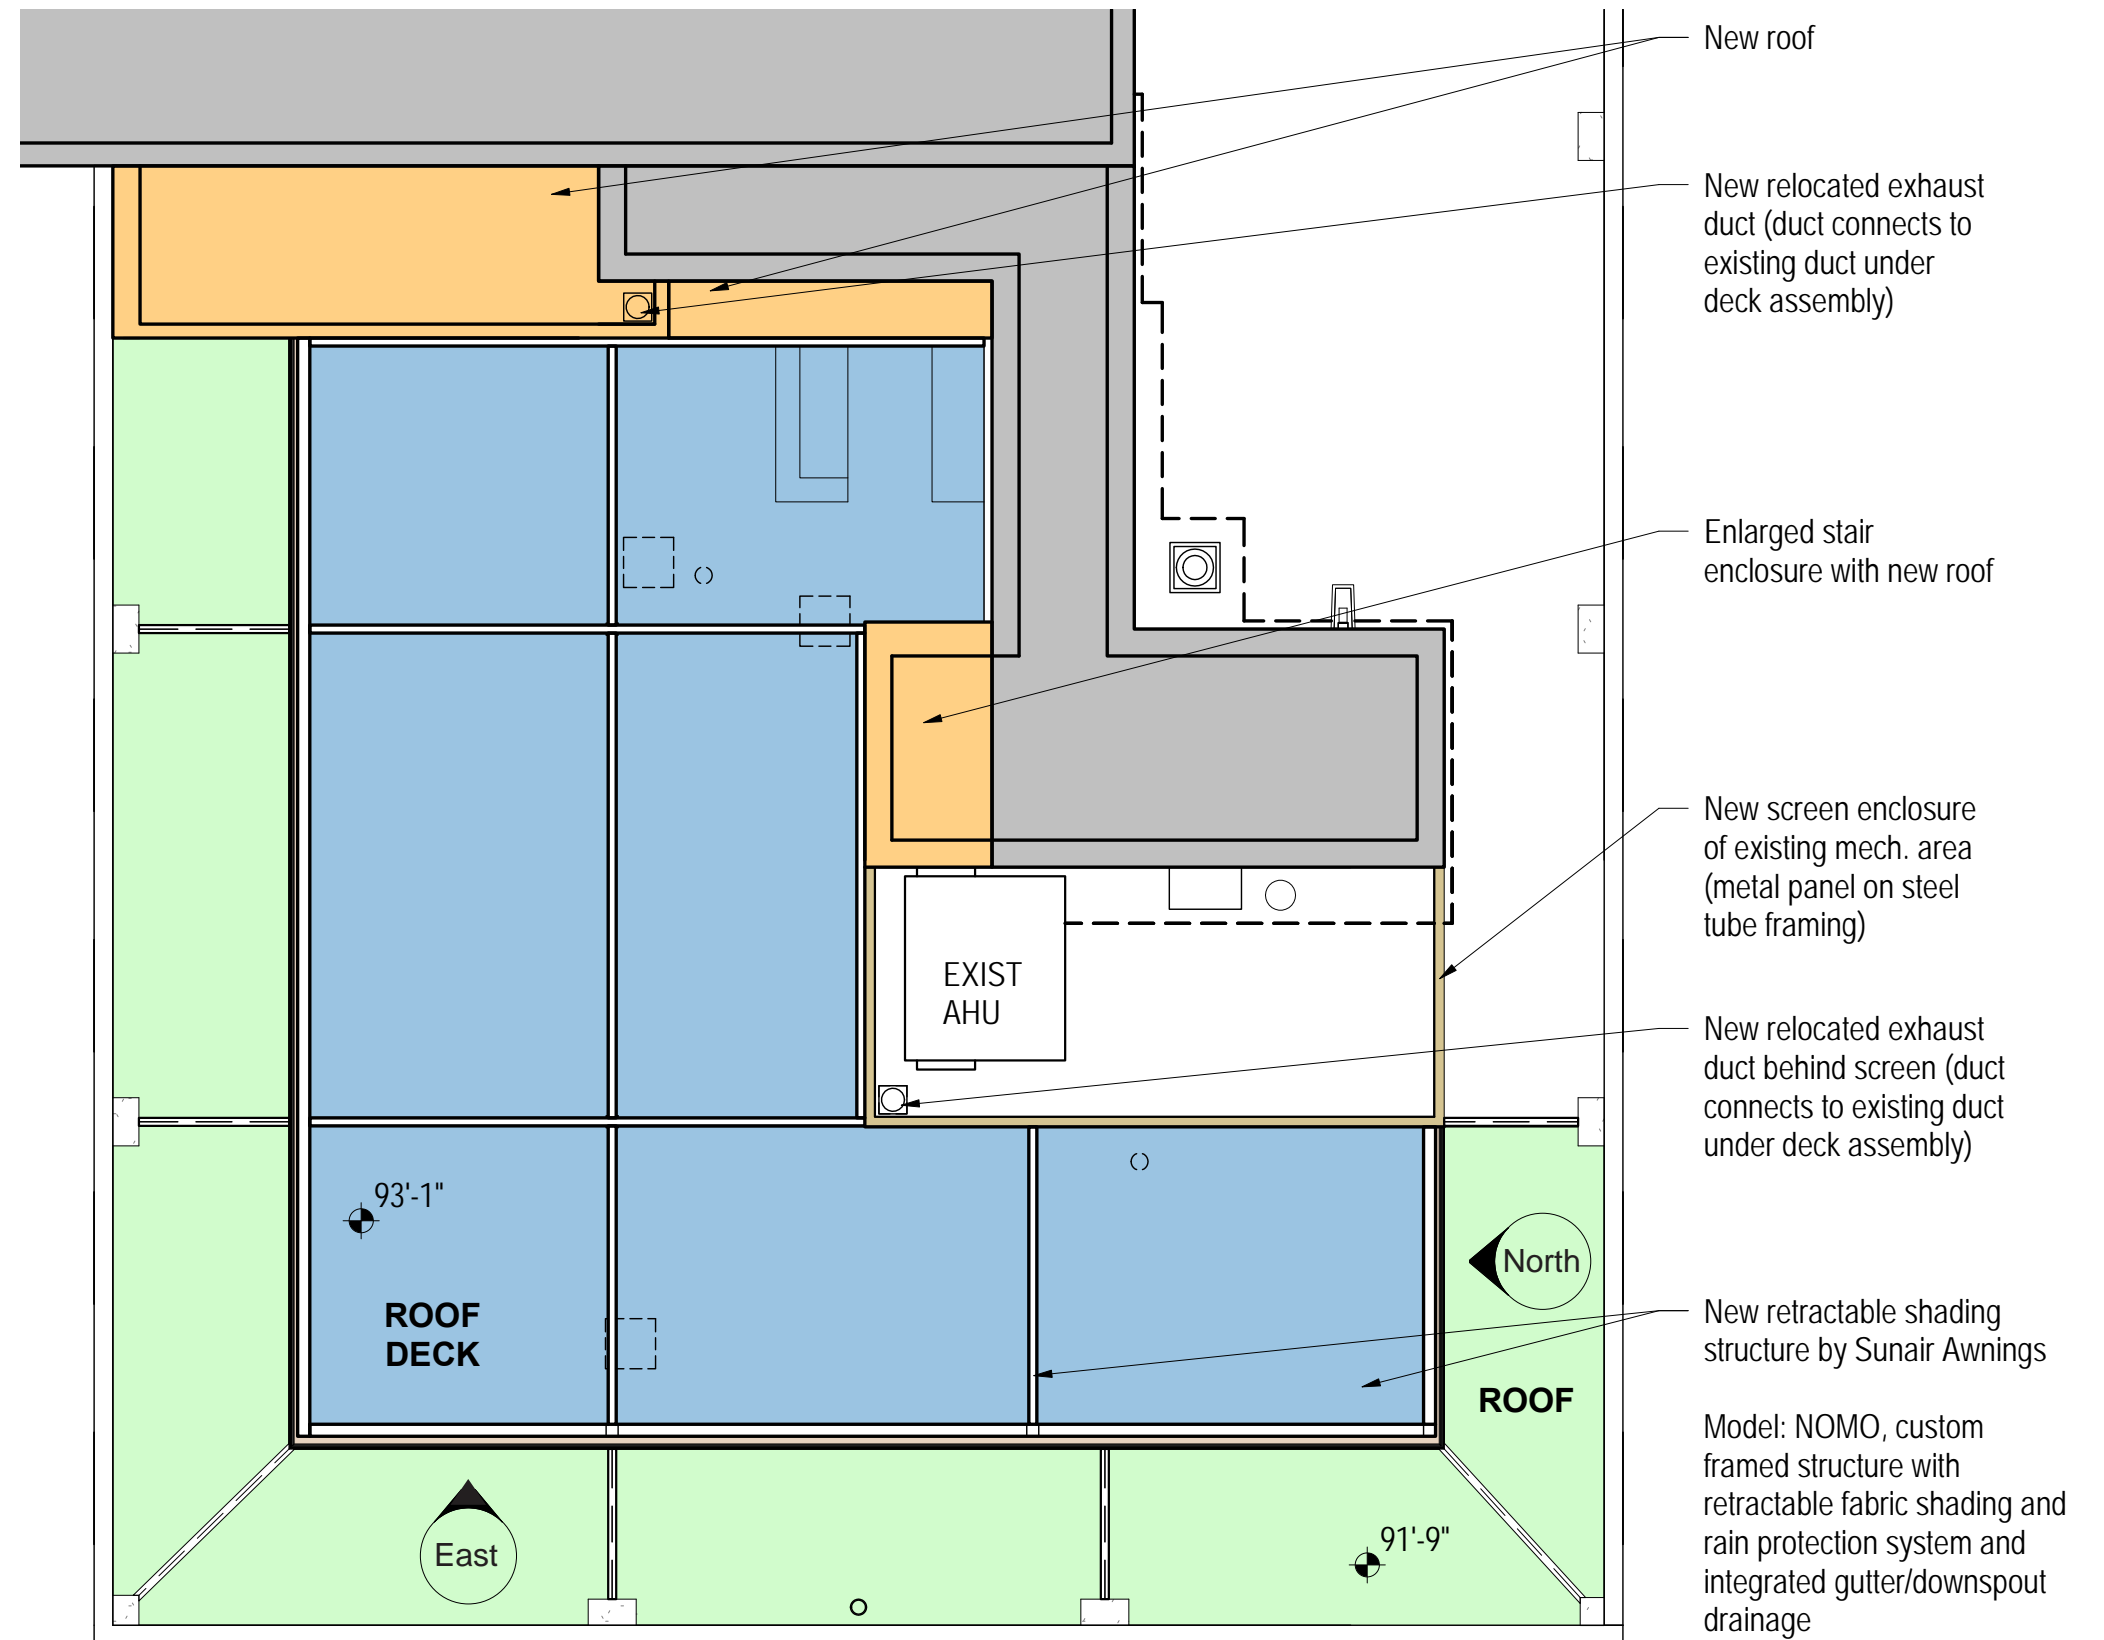 New roof
New relocated exhaust
duct (duct connects to
existing duct under
deck assembly)
Enlarged stair
enclosure with new roof
New screen enclosure
of existing mech. area
(metal panel on steel
tube framing)
EXIST
AHU
New relocated exhaust
duct behind screen (duct
connects to existing duct
under deck assembly)
93'-1"
North
ROOF
DECK
New retractable shading
structure by Sunair Awnings
ROOF
Model: NOMO, custom
framed structure with
retractable fabric shading and
rain protection system and
integrated gutter/downspout
drainage
East
91'-9"